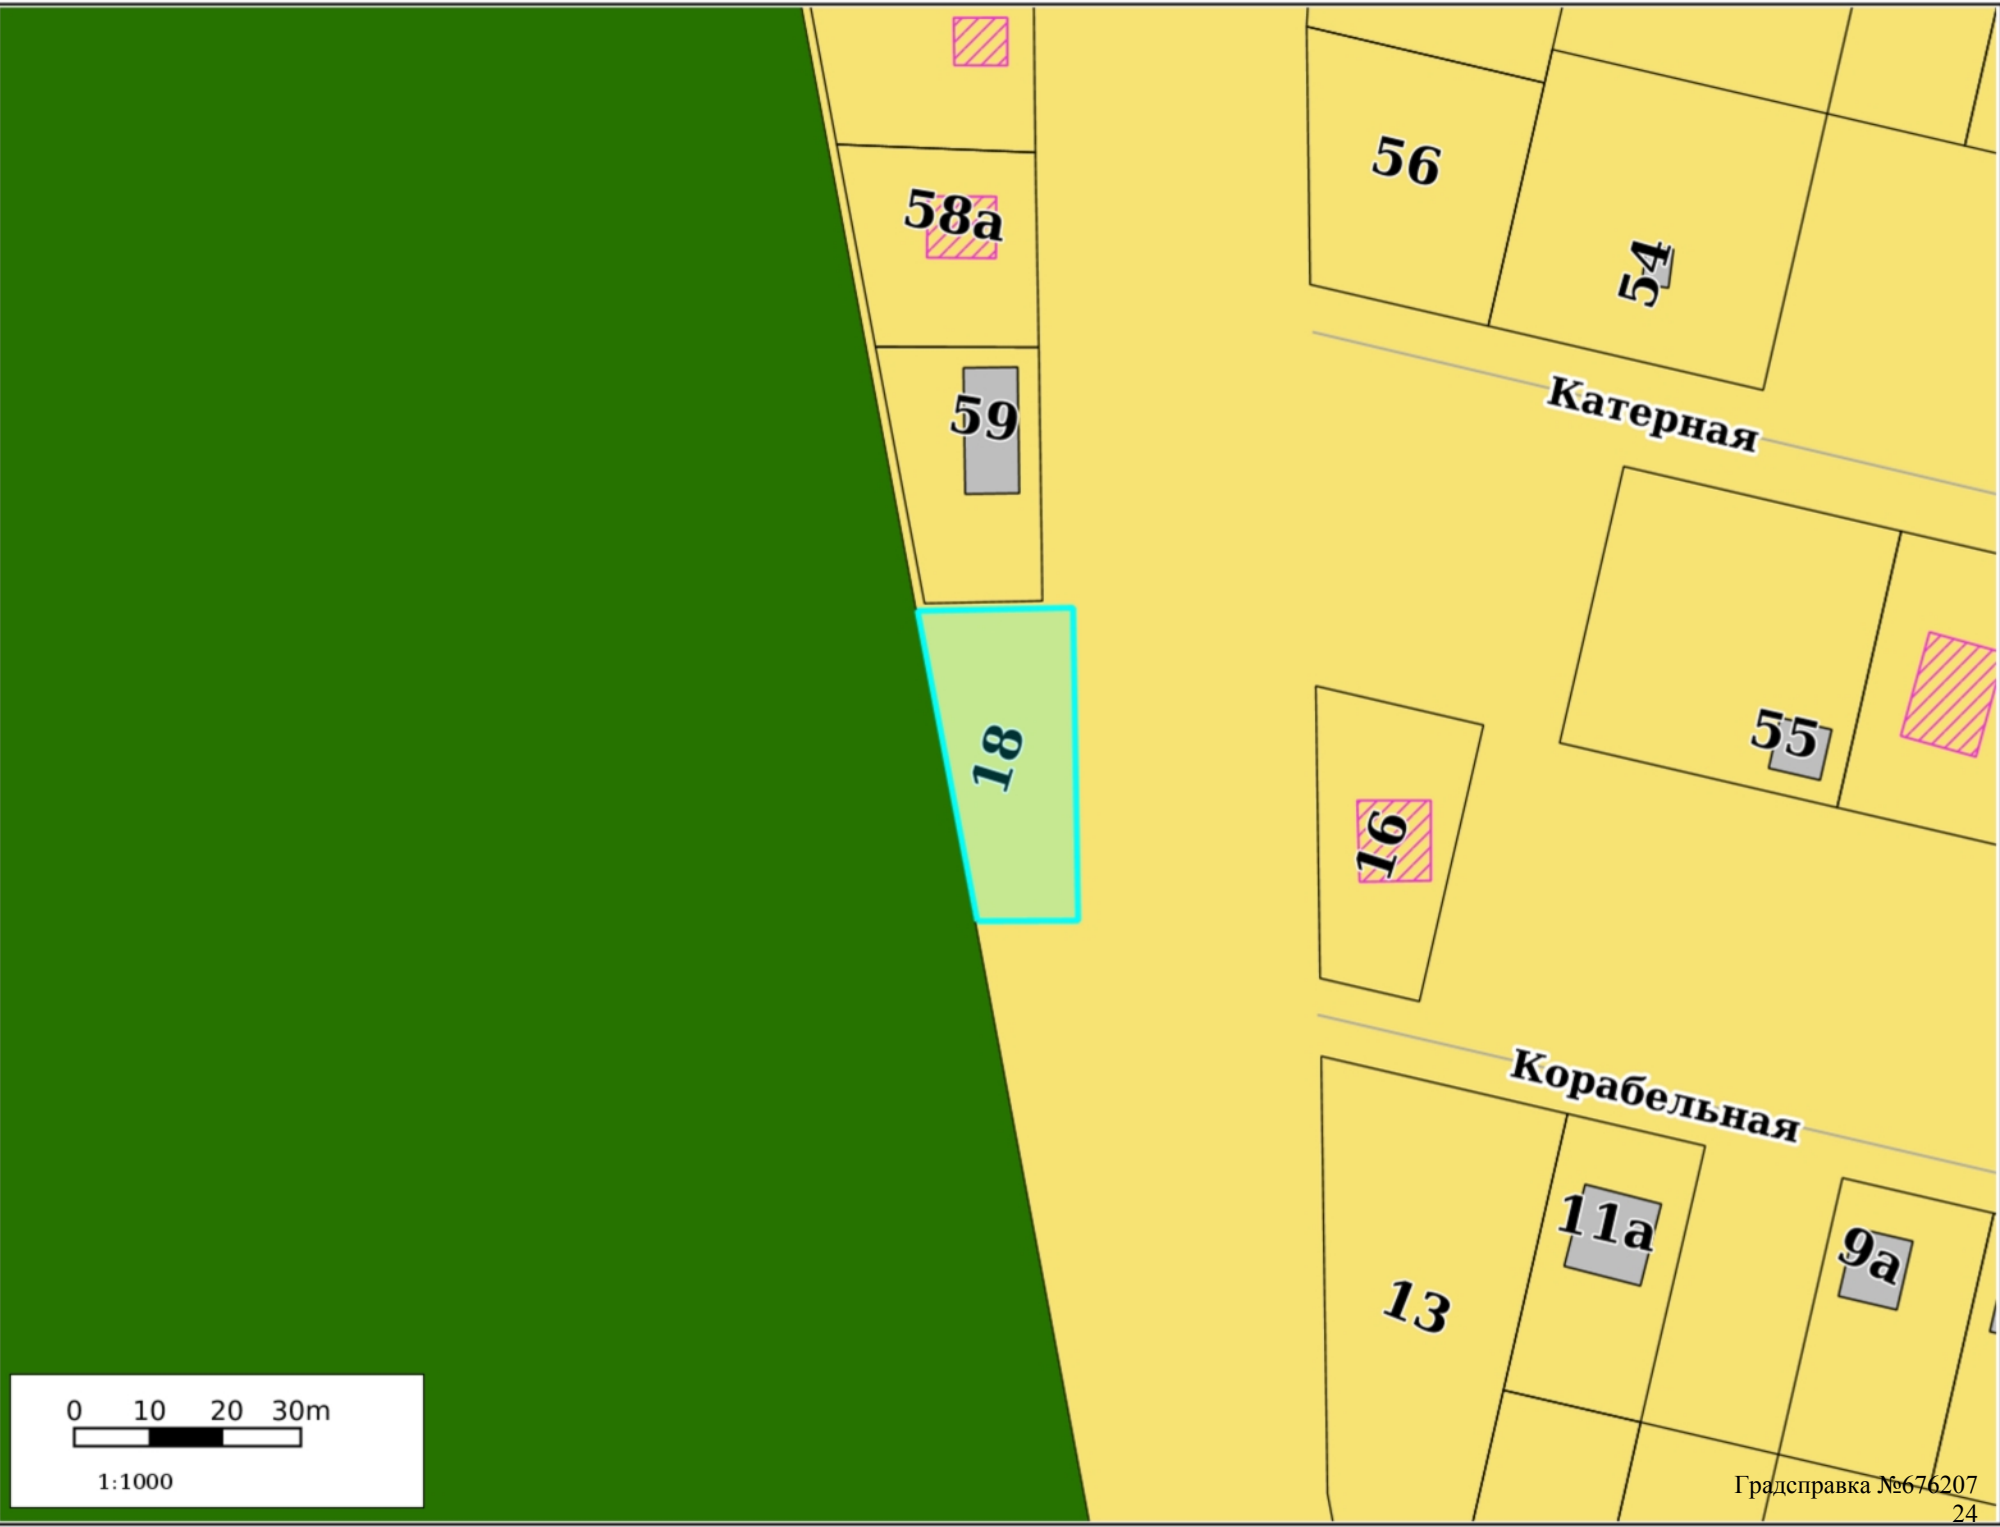 56
58а
54
Катерная
59
18
55
16
Корабельная
11а
9а
13
0 10 20 30m
1:1000
Градсправка №676207
24